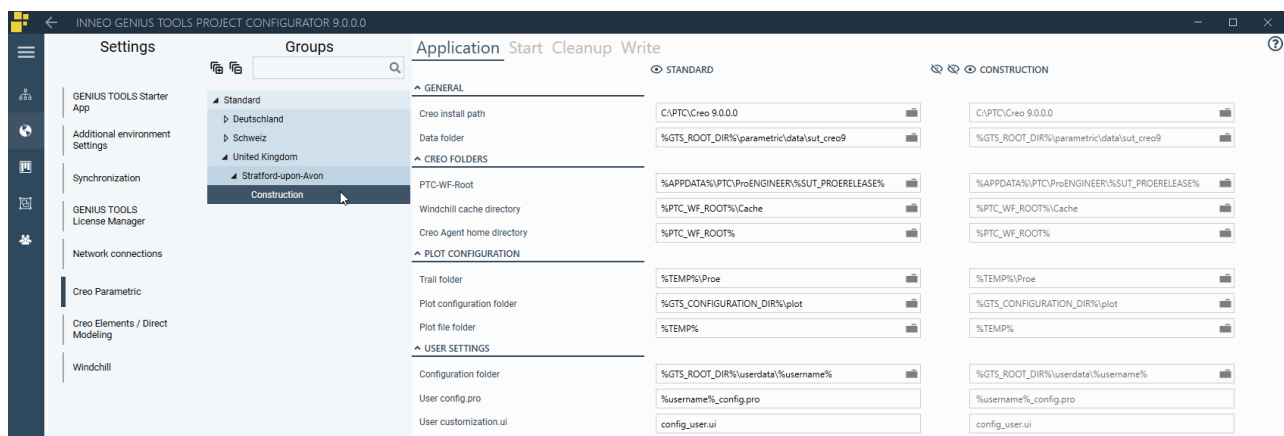 INNEO GENIUS TOOLS PROJECT CONFIGURATOR 9.0.0.0
Settings
GENIUS TOOLS Starter
App
Additional environment
Settings
Synchronization
GENIUS TOOLS
License Manager
Network connections
Creo Parametric
Creo Elements / Direct
Modeling
Windchill
Groups
Standard
Deutschland
Schweiz
United Kingdom
Stratford-upon-Avon
Construction
Application Start Cleanup Write
STANDARD CONSTRUCTION
GENERAL
Creo install path C:\PTC\Creo 9.0.0.0 C:\PTC\Creo 9.0.0.0
Data folder %GTS_ROOT_DIR%\parametric\data\sut_creo9 %GTS_ROOT_DIR%\parametric\data\sut_creo9
CREO FOLDERS
PTC-WF-Root %APPDATA%\PTC\ProENGINEER\%SUT_PROERELEASE% %APPDATA%\PTC\ProENGINEER\%SUT_PROERELEASE%
Windchill cache directory %PTC_WF_ROOT%\Cache %PTC_WF_ROOT%\Cache
Creo Agent home directory %PTC_WF_ROOT% %PTC_WF_ROOT%
PLOT CONFIGURATION
Trail folder %TEMP%\Proe %TEMP%\Proe
Plot configuration folder %GTS_CONFIGURATION_DIR%\plot %GTS_CONFIGURATION_DIR%\plot
Plot file folder %TEMP% %TEMP%
USER SETTINGS
Configuration folder %GTS_ROOT_DIR%\userdata\%username% %GTS_ROOT_DIR%\userdata\%username%
User config.pro %username%_config.pro %username%_config.pro
User customization.ui config_user.ui config_user.ui